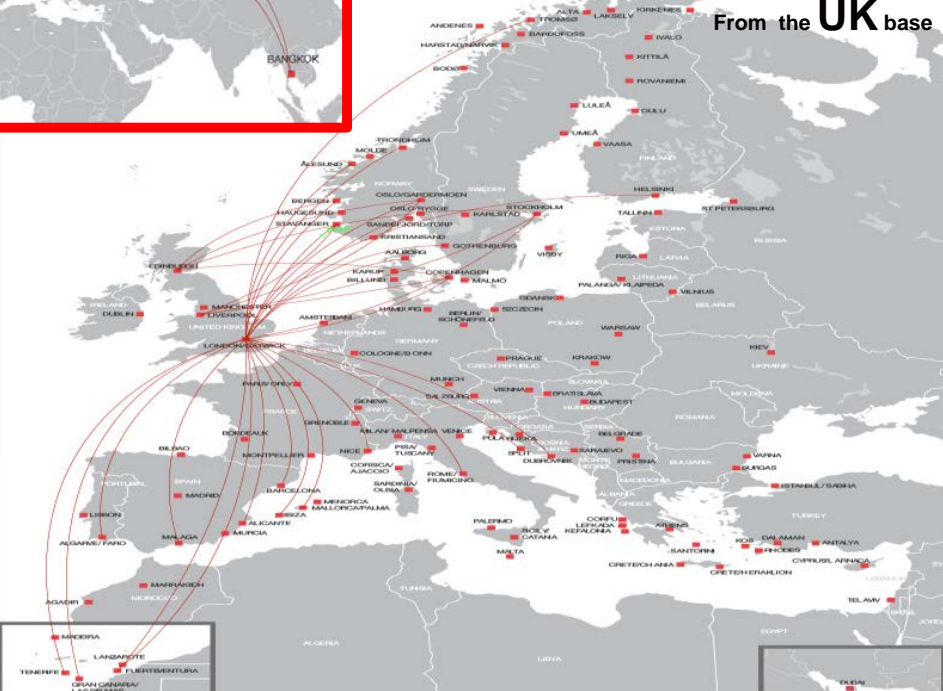 From the UK base
BANGKOK
ALTA
TROMSØ
LAKSELV
KIRKENES
ANDENES
BARDUFOSS
IVALO
HARSTAD/NARVIK
KITTILÄ
BODØ
ROVANIEMI
LULEÅ
OULU
UMEÅ
VAASA
TRONDHEIM
MOLDE
ÅLESUND
FINLAND
NORWAY
SWEDEN
OSLO/GARDERMOEN
HELSINKI
BERGEN
OSLO/RYGGE
STOCKHOLM
ST PETERSBURG
HAUGESUND
KARLSTAD
TALLINN
STAVANGER
SANDEFJORD/TORP
ESTONIA
KRISTIANSAND
GOTHENBURG
RUSSIA
AALBORG
VISBY
RIGA
LATVIA
EDINBURGH
KARUP
COPENHAGEN
LITHUANIA
BILLUND
MALMÖ
PALANGA/ KLAIPEDA
VILNIUS
GDANSK
IRELAND
MANCHESTER
BELARUS
DUBLIN
LIVERPOOL
HAMBURG
BERLIN/
SCHÖNEFELD
SZCZECIN
AMSTERDAM
UNITED KINGDOM
POLAND
NETHERLANDS
WARSAW
LONDON/GATWICK
GERMANY
KIEV
COLOGNE/BONN
PRAGUE
KRAKOW
CZECH REPUBLIC
UKRAINE
PARIS/ ORLY
MUNICH
SLOVAKIA
SALZBURG
VIENNA
BRATISLAVA
MOLDOVA
AUSTRIA
BUDAPEST
GENEVA
SWITZ.
HUNGARY
FRANCE
ROMANIA
GRENOBLE
SLOVENIA
CROATIA
BORDEAUX
MILAN/ MALPENSA
VENICE
PULA
RIJEKA
BELGRADE
ITALY
BILBAO
MONTPELLIER
NICE
PISA/
TUSCANY
SPLIT
SARAJEVO
VARNA
DUBROVNIK
PRISTINA
BULGARIA
BURGAS
CORSICA/
AJACCIO
ROME/
FIUMICINO
MACEDONIA
PORTUGAL
SPAIN
BARCELONA
SARDINIA/
OLBIA
ISTANBUL/ SABIHA
MADRID
MENORCA
ALBANIA
MALLORCA/PALMA
GREECE
LISBON
IBIZA
TURKEY
ALICANTE
PALERMO
CORFU
LEFKADA
KEFALONIA
ATHENS
ALGARVE/ FARO
MALAGA
MURCIA
SICILY
CATANIA
KOS
DALAMAN
ANTALYA
MALTA
SANTORINI
RHODES
CYPRUS/LARNACA
CRETE/CHANIA
CRETE/HERAKLION
MARRAKECH
TUNISIA
LEBANON
MOROCCO
AGADIR
TEL AVIV
ISRAEL
MADEIRA
EGYPT
ALGERIA
LIBYA
LANZAROTE
TENERIFE
FUERTEVENTURA
GRAN CANARIA/
LAS PALMAS
DUBAI